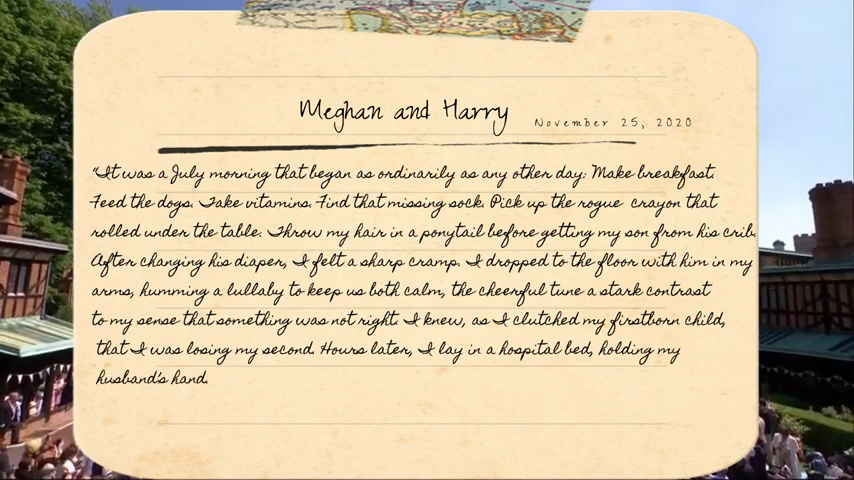 Meghan and Harry
November 25, 2020
"It was a July morning that began as ordinarily as any other day: Make breakfast.
Feed the dogs. Take vitamins. Find that missing sock. Pick up the rogue crayon that
rolled under the table. Throw my hair in a ponytail before getting my son from his crib.
After changing his diaper, I felt a sharp cramp. I dropped to the floor with him in my
arms, humming a lullaby to keep us both calm, the cheerful tune a stark contrast
to my sense that something was not right. I knew, as I clutched my firstborn child,
that I was losing my second. Hours later, I lay in a hospital bed, holding my
husband's hand.